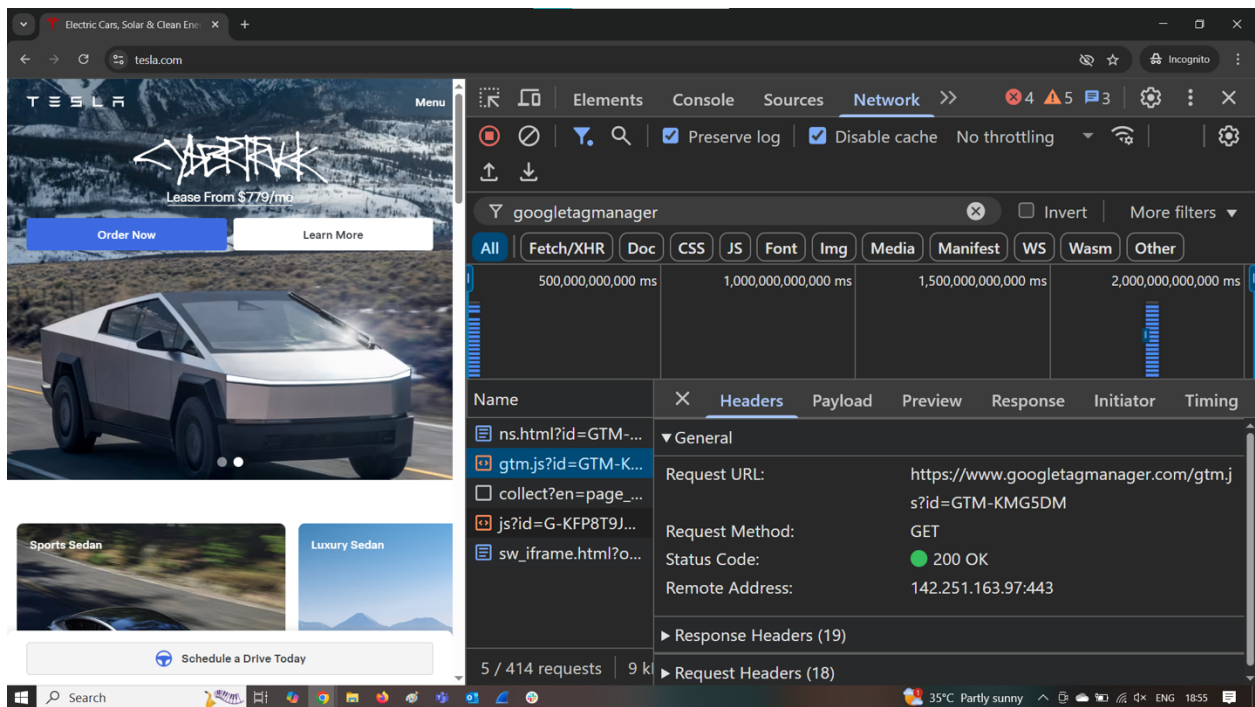 Electric Cars, Solar & Clean Ene
tesla.com
Incognito
TESLA
Menu
CYBERTRUCK
Lease From $779/mo
Order Now
Learn More
Sports Sedan
Luxury Sedan
Schedule a Drive Today
Elements Console Sources Network 4 5 3
Preserve log Disable cache No throttling
googletagmanager Invert More filters
All Fetch/XHR Doc CSS JS Font Img Media Manifest WS Wasm Other
500,000,000,000 ms 1,000,000,000,000 ms 1,500,000,000,000 ms 2,000,000,000,000 ms
Name
ns.html?id=GTM-...
gtm.js?id=GTM-K...
collect?en=page_...
js?id=G-KFP8T9J...
sw_iframe.html?o...
5 / 414 requests 9 k
Headers Payload Preview Response Initiator Timing
General
Request URL: https://www.googletagmanager.com/gtm.j
s?id=GTM-KMG5DM
Request Method: GET
Status Code: 200 OK
Remote Address: 142.251.163.97:443
Response Headers (19)
Request Headers (18)
Search
35°C Partly sunny ENG 18:55